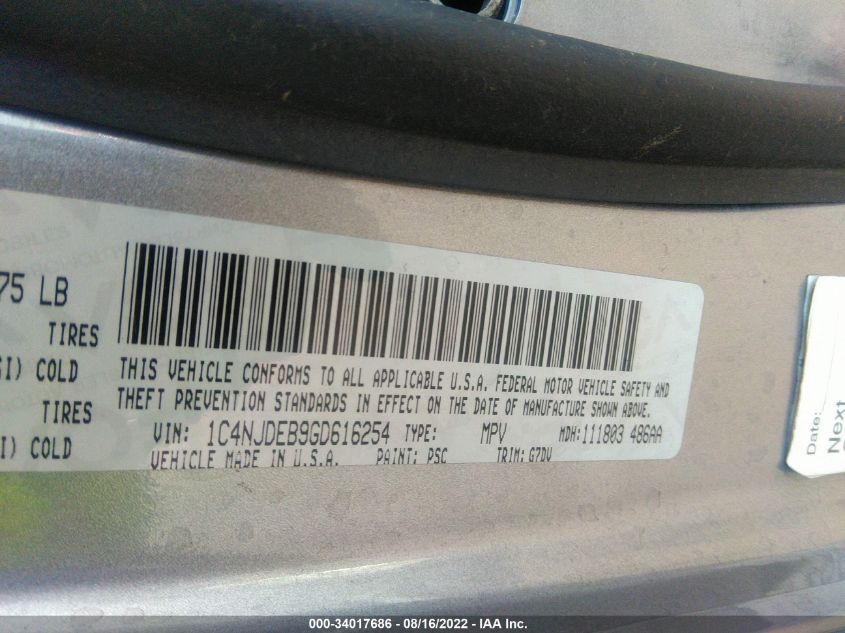 75 LB
TIRES
SI) COLD
TIRES
I) COLD
THIS VEHICLE CONFORMS TO ALL APPLICABLE U.S.A. FEDERAL MOTOR VEHICLE SAFETY AND
THEFT PREVENTION STANDARDS IN EFFECT ON THE DATE OF MANUFACTURE SHOWN ABOVE.
VIN: 1C4NJDEB9GD616254 TYPE: MPV MDH: 111803 486AA
VEHICLE MADE IN U.S.A. PAINT: PSC TRIM: G7DV
Date:
Next
000-34017686 - 08/16/2022 - IAA Inc.